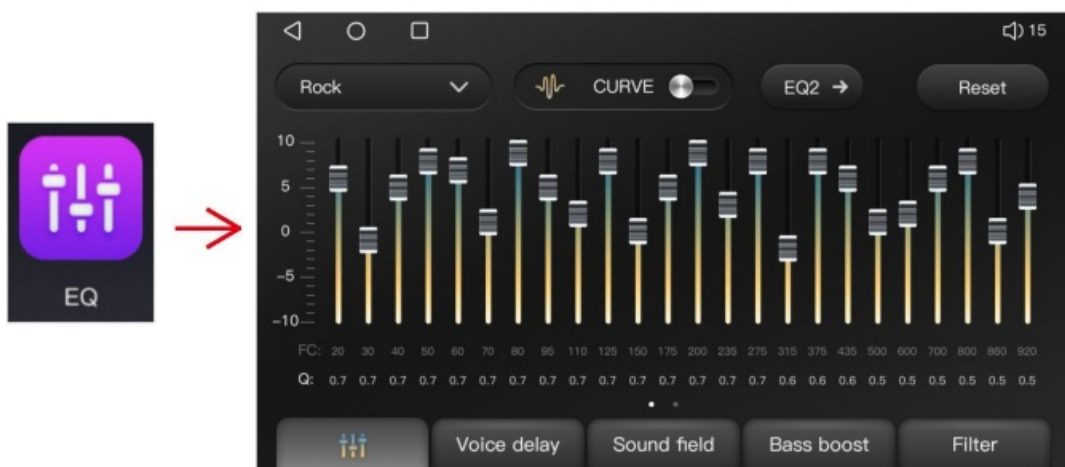 15
Rock
CURVE
EQ2 →
Reset
10
5
0
-5
-10
EQ
FC: 20 30 40 50 60 70 80 95 110 125 150 175 200 235 275 315 375 435 500 600 700 800 860 920
Q: 0.7 0.7 0.7 0.7 0.7 0.7 0.7 0.7 0.7 0.7 0.7 0.7 0.7 0.7 0.7 0.6 0.6 0.6 0.5 0.5 0.5 0.5 0.5 0.5
Voice delay
Sound field
Bass boost
Filter